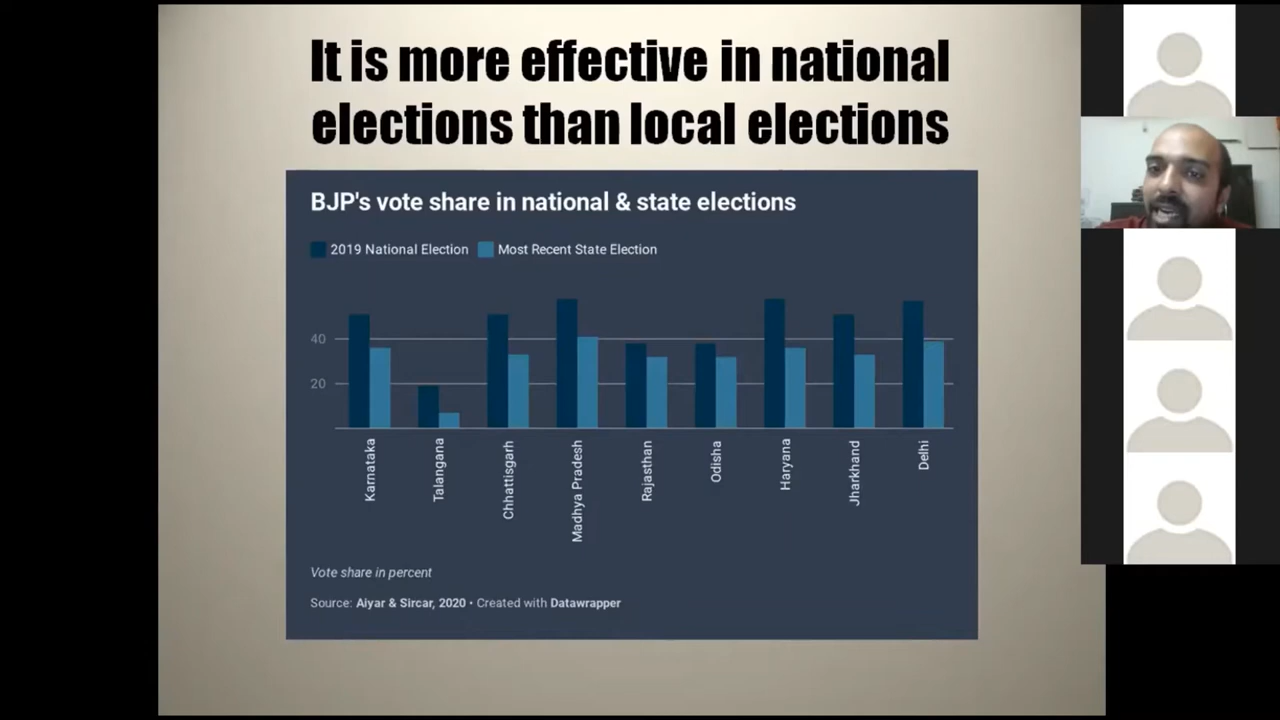 It is more effective in national
elections than local elections
BJP's vote share in national & state elections
2019 National Election
Most Recent State Election
40
20
Karnataka
Talangana
Chhattisgarh
Madhya Pradesh
Rajasthan
Odisha
Haryana
Jharkhand
Delhi
Vote share in percent
Source: Aiyar & Sircar, 2020 • Created with Datawrapper